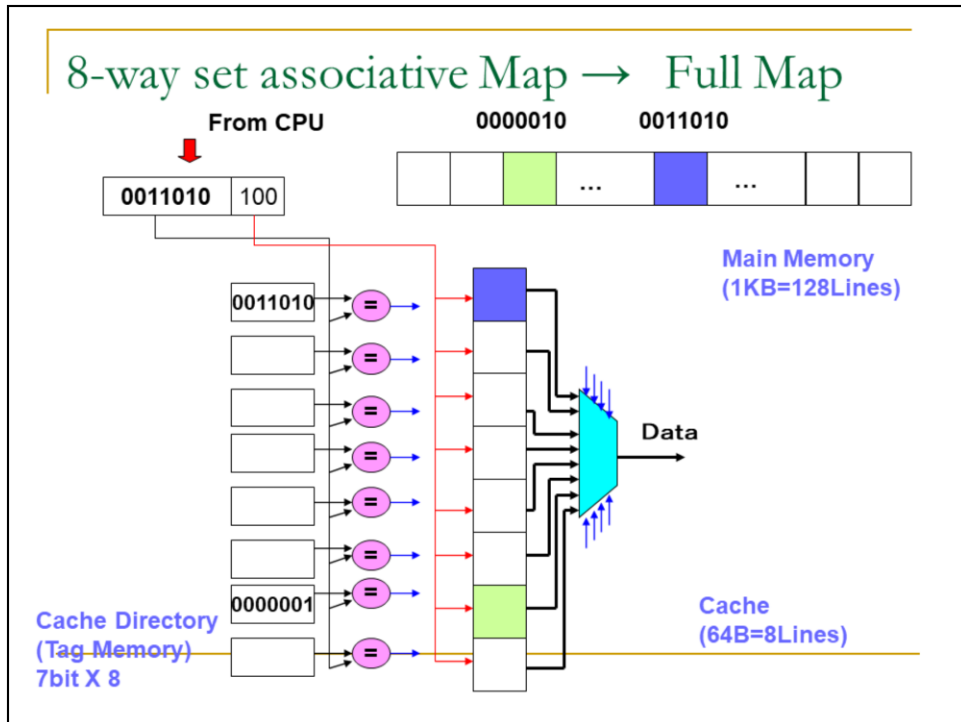 8-way set associative Map → Full Map
From CPU
0000010 0011010
0011010 100
... ...
Main Memory
(1KB=128Lines)
0011010
=
=
=
=
Data
=
=
=
0000001
Cache Directory
(Tag Memory)
7bit X 8
=
Cache
(64B=8Lines)